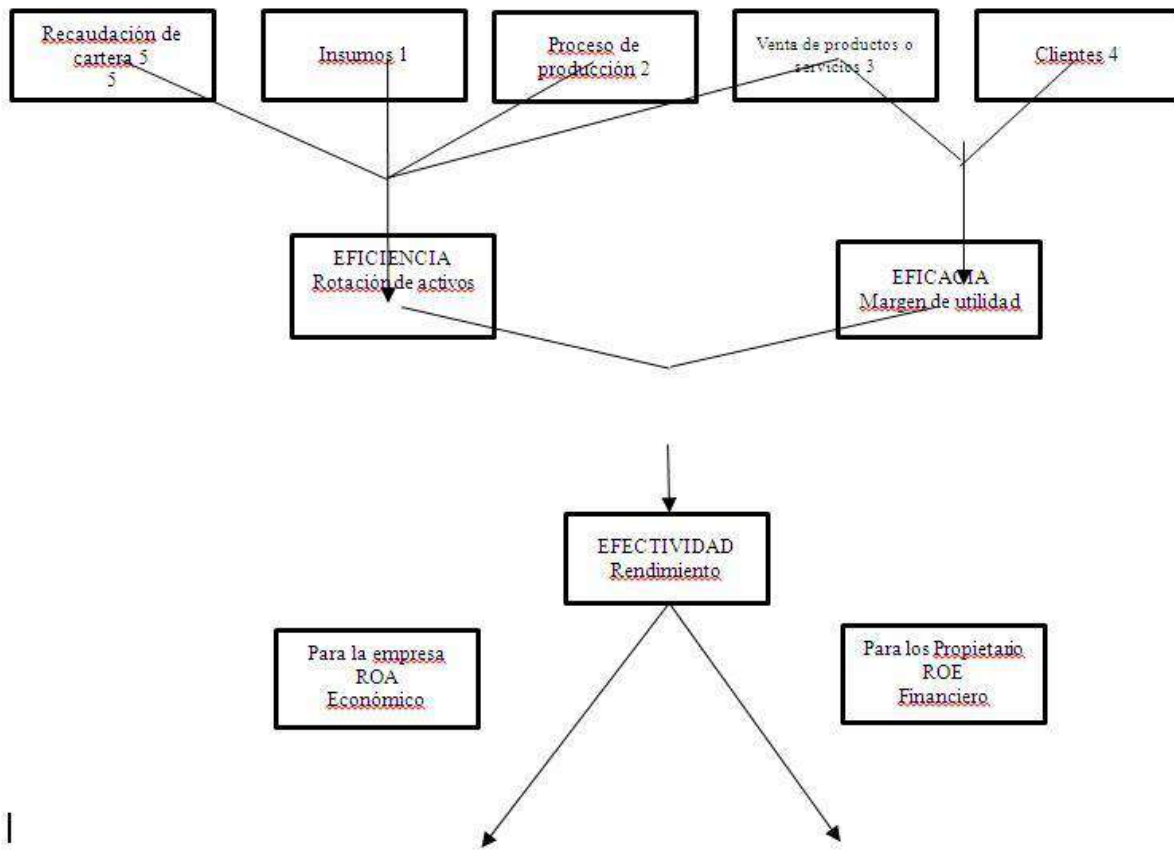 Recaudación de
cartera 5
5
Insumos 1
Proceso de
producción 2
Venta de productos o
servicios 3
Clientes 4
EFICIENCIA
Rotación de activos
EFICACIA
Margen de utilidad
EFECTIVIDAD
Rendimiento
Para la empresa
ROA
Económico
Para los Propietario
ROE
Financiero